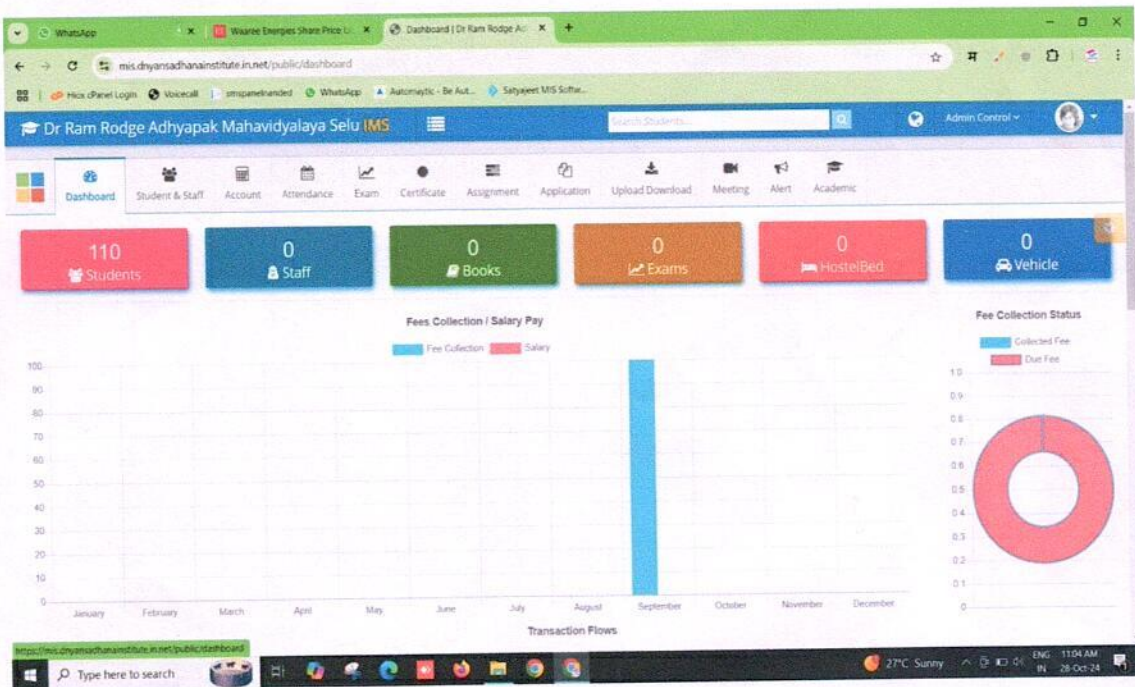 WhatsApp
Waaree Energies Share Price Li
Dashboard | Dr Ram Rodge Ad
mis.dnyansadhanainstitute.in.net/public/dashboard
म
Hiox cPanel Login
Voicecall
smspanelnanded
WhatsApp
Automaytic - Be Aut...
Satyajeet MIS Softw...
Dr Ram Rodge Adhyapak Mahavidyalaya Selu IMS
Search Students...
Admin Control
Dashboard
Student & Staff
Account
Attendance
Exam
Certificate
Assignment
Application
Upload Download
Meeting
Alert
Academic
110
Students
0
Staff
0
Books
0
Exams
0
HostelBed
0
Vehicle
Fees Collection / Salary Pay
Fee Collection
Salary
100
90
80
70
60
50
40
30
20
10
0
January
February
March
April
May
June
July
August
September
October
November
December
Fee Collection Status
Collected Fee
Due Fee
1.0
0.9
0.8
0.7
0.6
0.5
0.4
0.3
0.2
0.1
0
Transaction Flows
https://mis.dnyansadhanainstitute.in.net/public/dashboard
Type here to search
27°C Sunny
ENG
IN
11:04 AM
28-Oct-24